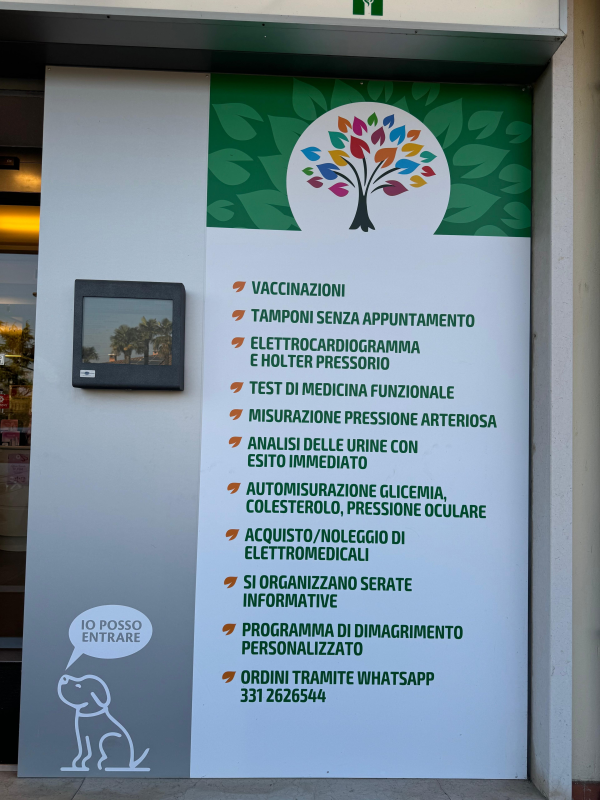 VACCINAZIONI
TAMPONI SENZA APPUNTAMENTO
ELETTROCARDIOGRAMMA
E HOLTER PRESSORIO
TEST DI MEDICINA FUNZIONALE
MISURAZIONE PRESSIONE ARTERIOSA
ANALISI DELLE URINE CON
ESITO IMMEDIATO
AUTOMISURAZIONE GLICEMIA,
COLESTEROLO, PRESSIONE OCULARE
ACQUISTO/NOLEGGIO DI
ELETTROMEDICALI
SI ORGANIZZANO SERATE
INFORMATIVE
PROGRAMMA DI DIMAGRIMENTO
PERSONALIZZATO
ORDINI TRAMITE WHATSAPP
331 2626544
IO POSSO
ENTRARE